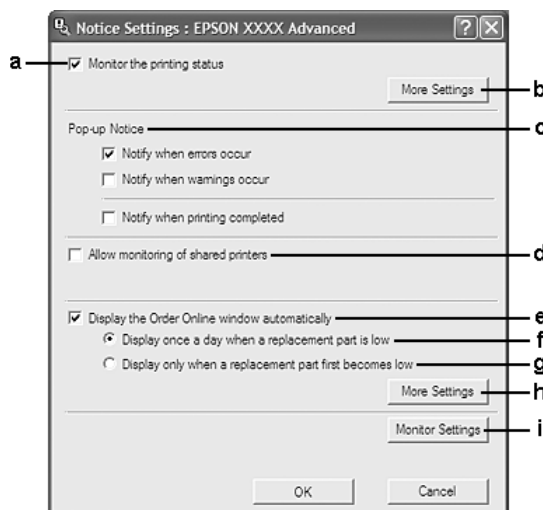 Notice Settings : EPSON XXXX Advanced
a
Monitor the printing status
More Settings
b
Pop-up Notice
c
Notify when errors occur
Notify when warnings occur
Notify when printing completed
Allow monitoring of shared printers
d
Display the Order Online window automatically
e
Display once a day when a replacement part is low
f
Display only when a replacement part first becomes low
g
More Settings
h
Monitor Settings
i
OK
Cancel